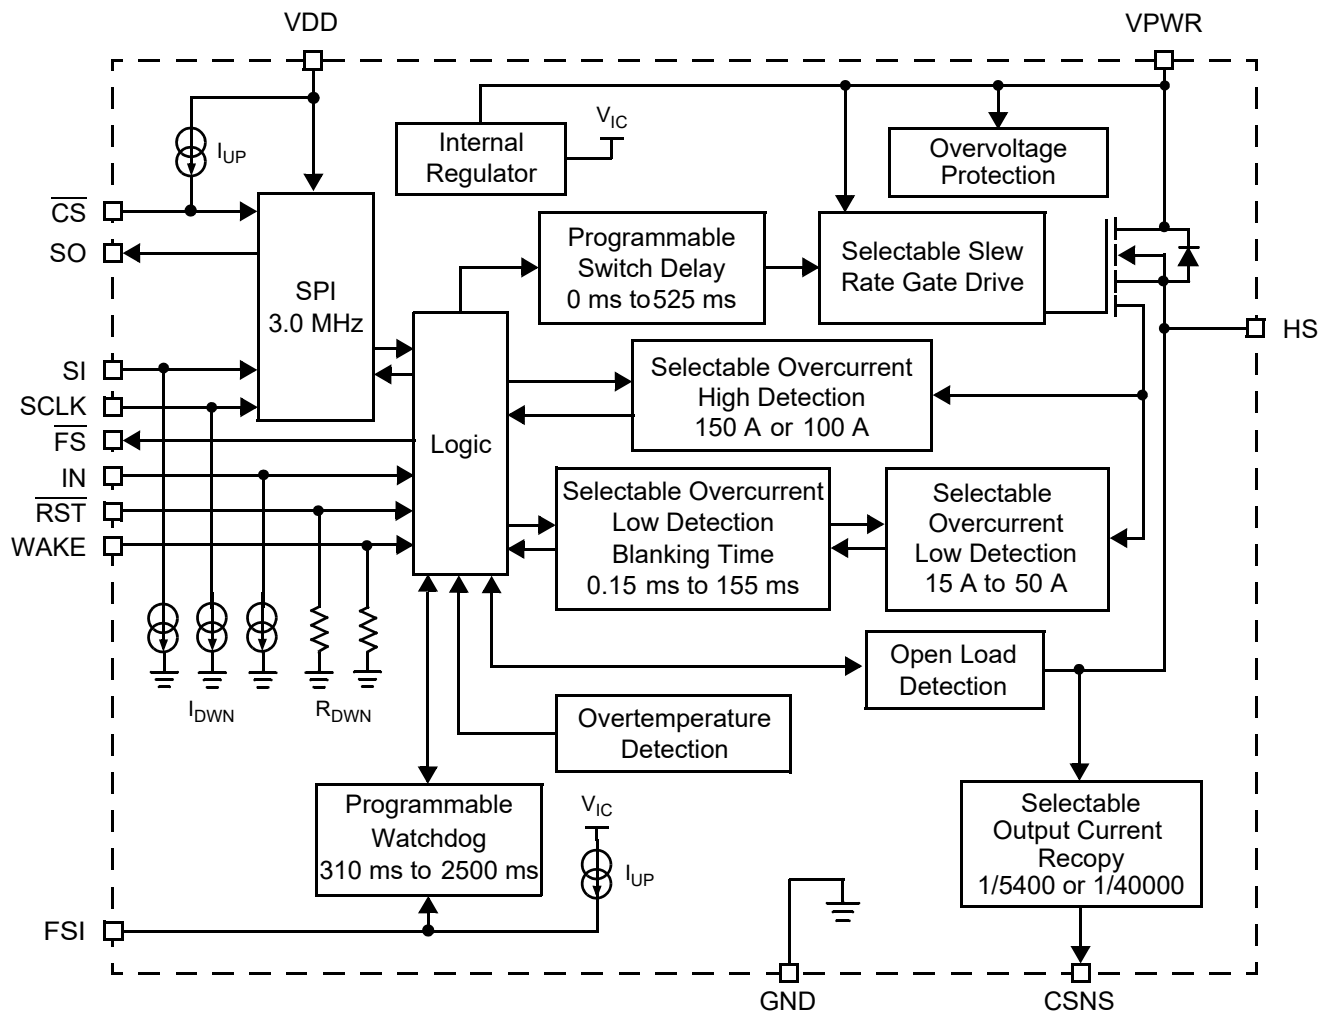 VDD
VPWR
VIC
IUP
Internal
Regulator
Overvoltage
Protection
CS
SO
SPI
3.0 MHz
Programmable
Switch Delay
0 ms to 525 ms
Selectable Slew
Rate Gate Drive
HS
SI
SCLK
FS
IN
RST
WAKE
Logic
Selectable Overcurrent
High Detection
150 A or 100 A
Selectable Overcurrent
Low Detection
Blanking Time
0.15 ms to 155 ms
Selectable
Overcurrent
Low Detection
15 A to 50 A
Open Load
Detection
IDWN
RDWN
Overtemperature
Detection
Programmable
Watchdog
310 ms to 2500 ms
VIC
IUP
Selectable
Output Current
Recopy
1/5400 or 1/40000
FSI
GND
CSNS